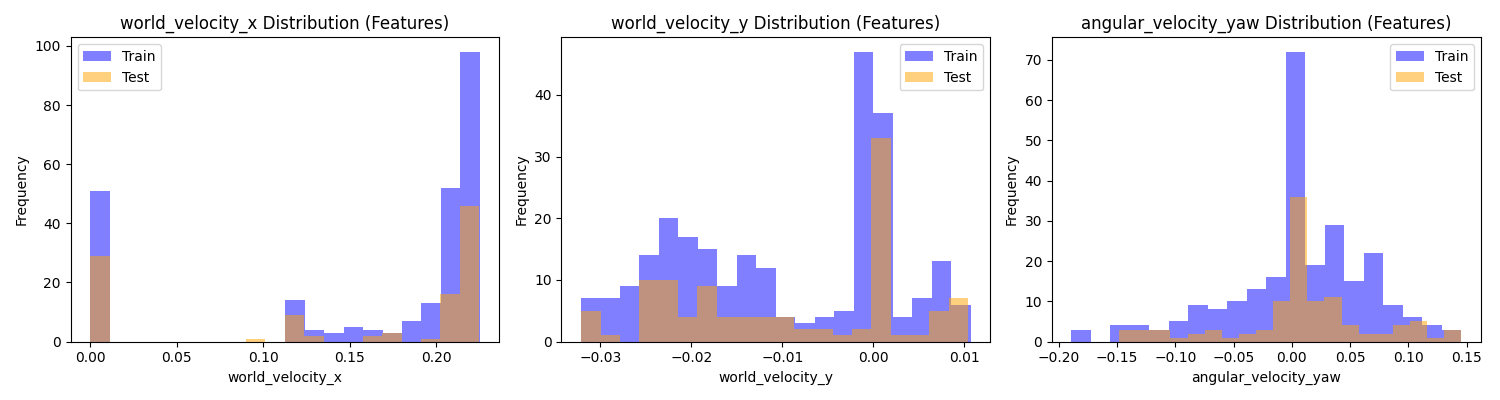 world_velocity_x Distribution (Features)
Train
Test
Frequency
100
80
60
40
20
0
0.00 0.05 0.10 0.15 0.20
world_velocity_x
world_velocity_y Distribution (Features)
Train
Test
Frequency
40
30
20
10
0
−0.03 −0.02 −0.01 0.00 0.01
world_velocity_y
angular_velocity_yaw Distribution (Features)
Train
Test
Frequency
70
60
50
40
30
20
10
0
−0.20 −0.15 −0.10 −0.05 0.00 0.05 0.10 0.15
angular_velocity_yaw